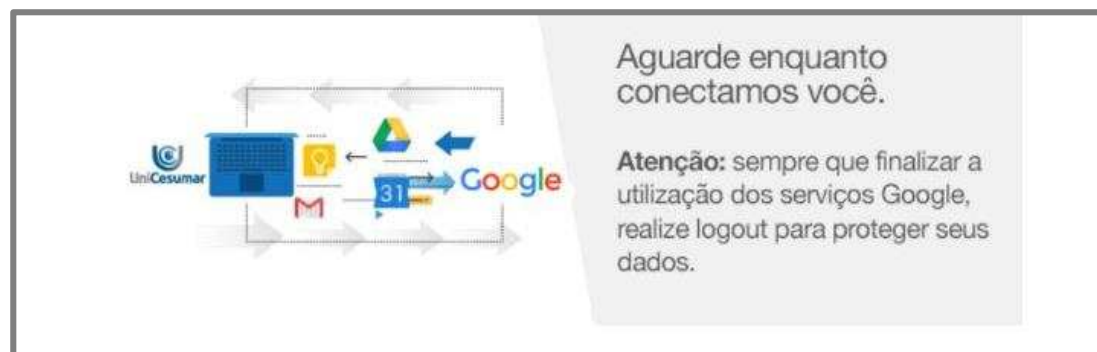 Aguarde enquanto
conectamos você.
Atenção: sempre que finalizar a
utilização dos serviços Google,
realize logout para proteger seus
dados.
UniCesumar
31
Google